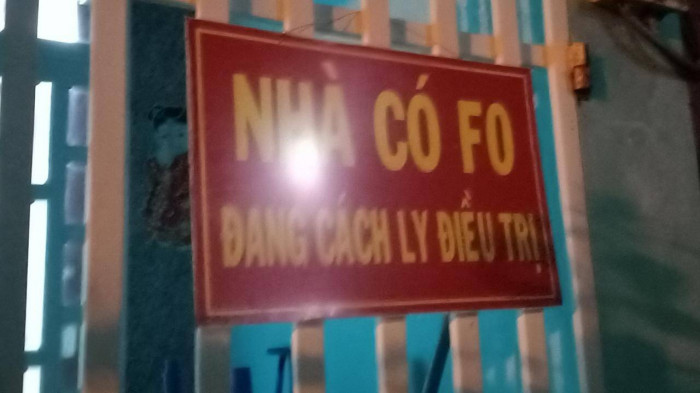 NHÀ CÓ FO
ĐANG CÁCH LY ĐIỀU TRỊ